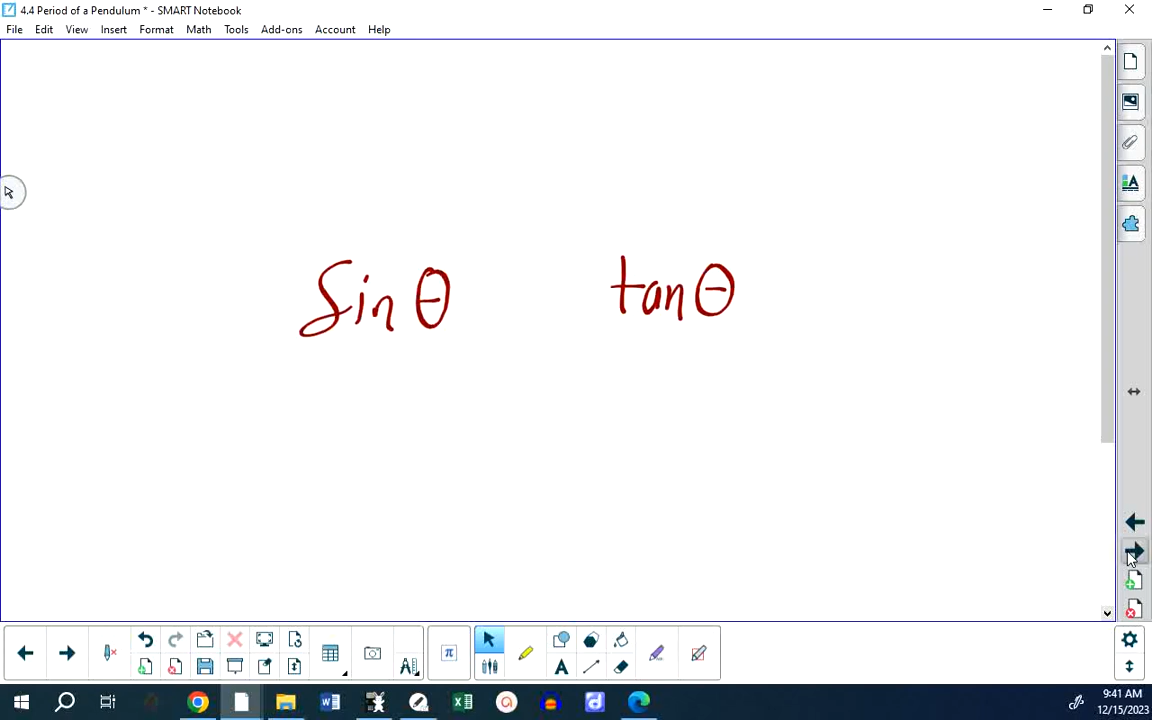 4.4 Period of a Pendulum * - SMART Notebook
File Edit View Insert Format Math Tools Add-ons Account Help
sin θ tan θ
π
A
9:41 AM
12/15/2023